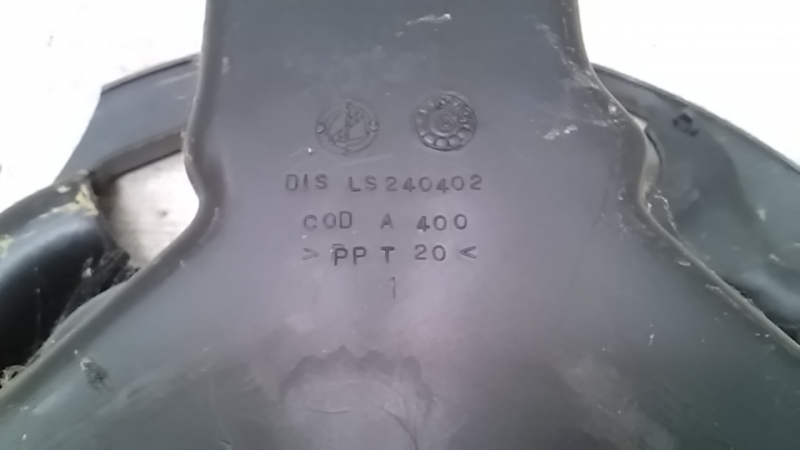 DIS LS240402
COD A 400
> PP T 20 <
1